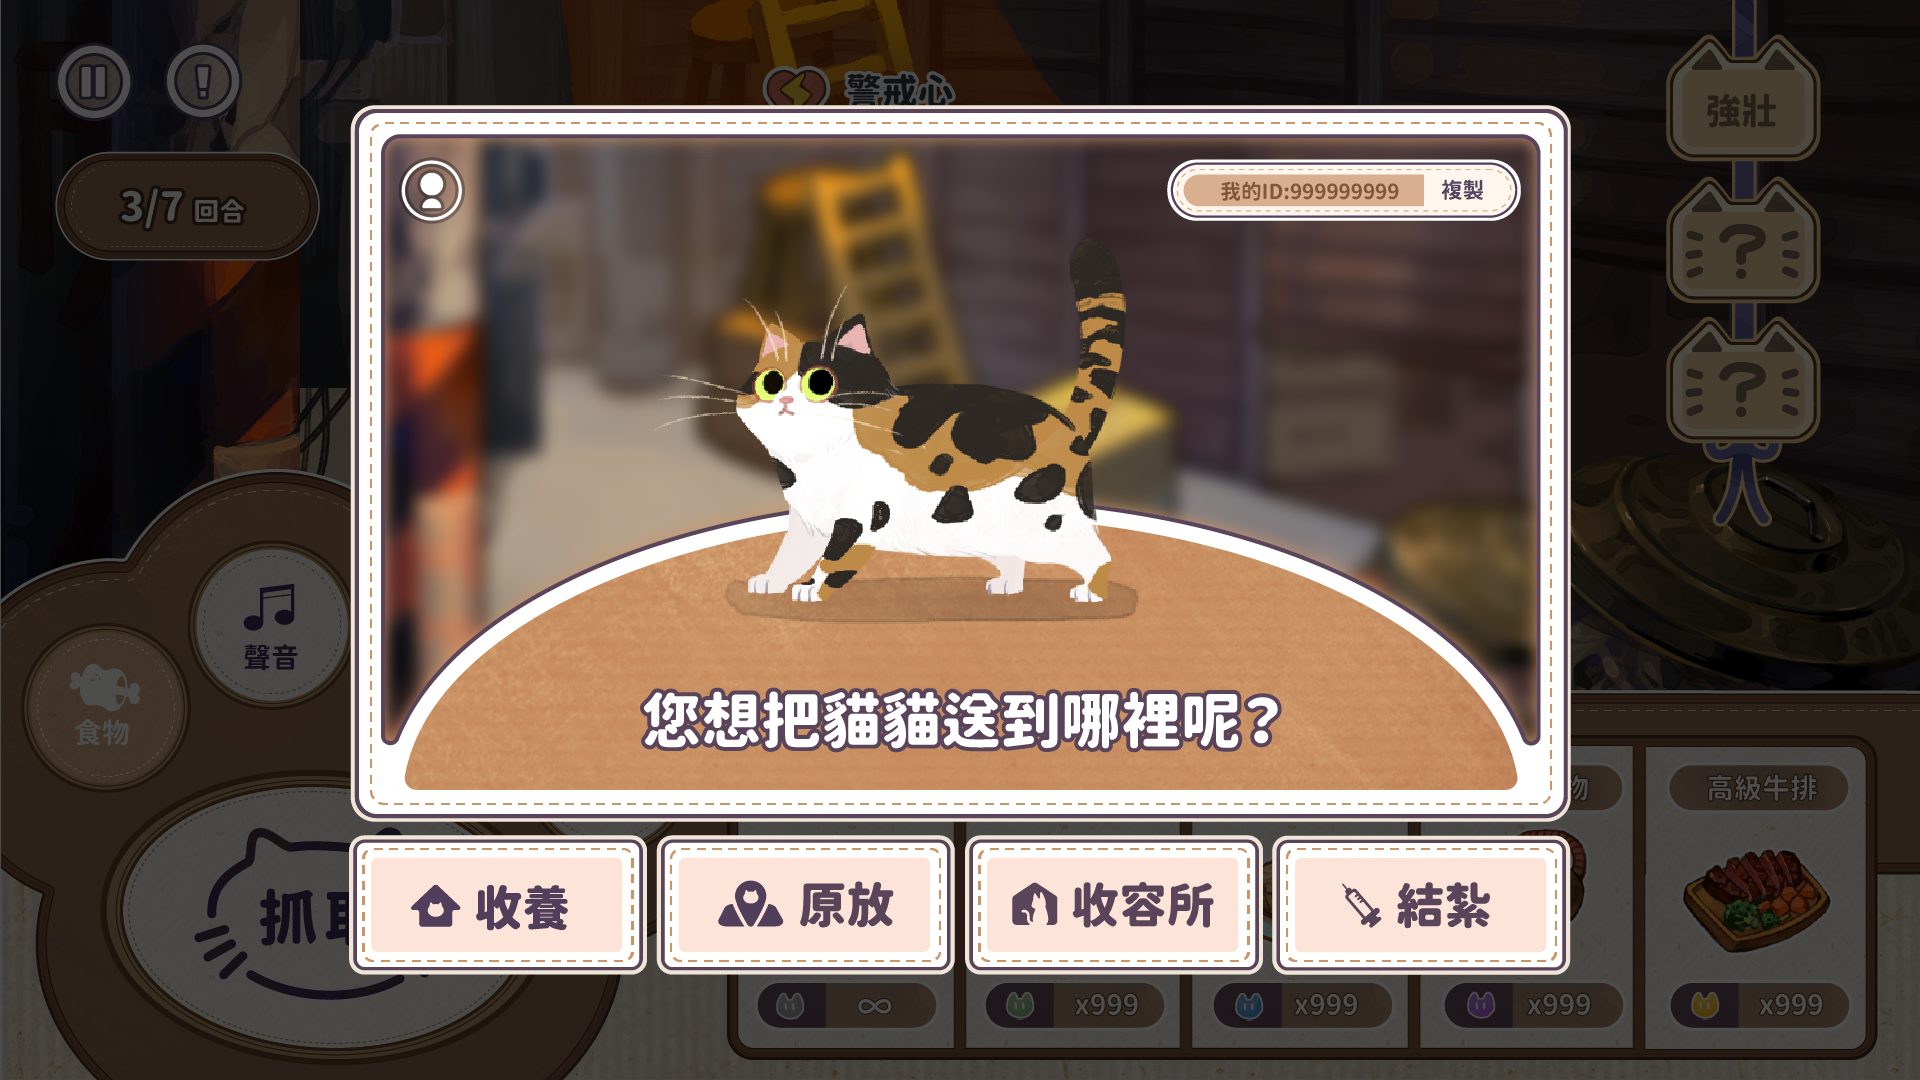 警戒心
強壯
3/7 回合
我的ID:999999999
複製
?
?
聲音
食物
您想把貓貓送到哪裡呢?
物
高級牛排
抓
收養
原放
收容所
結紮
∞
x999
x999
x999
x999